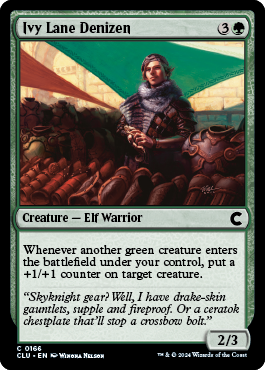 Ivy Lane Denizen 3
Creature — Elf Warrior C
Whenever another green creature enters
the battlefield under your control, put a
+1/+1 counter on target creature.
“Skyknight gear? Well, I have drake-skin
gauntlets, supple and fireproof. Or a ceratok
chestplate that’ll stop a crossbow bolt.”
2/3
C 0166
CLU • EN Winona Nelson ™ & © 2024 Wizards of the Coast